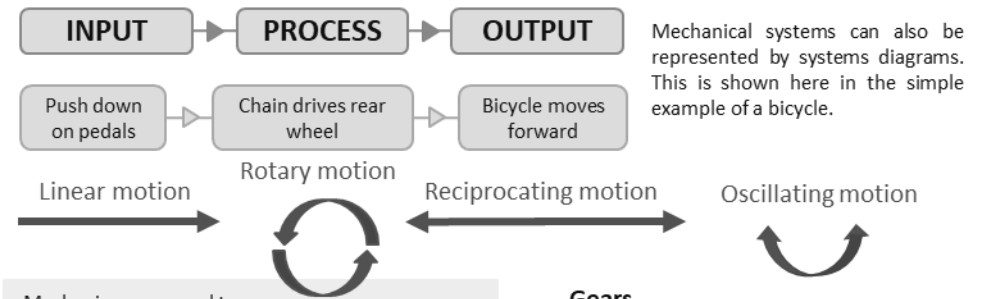 INPUT PROCESS OUTPUT
Mechanical systems can also be
represented by systems diagrams.
This is shown here in the simple
example of a bicycle.
Push down
on pedals
Chain drives rear
wheel
Bicycle moves
forward
Linear motion
Rotary motion
Reciprocating motion
Oscillating motion
Gears